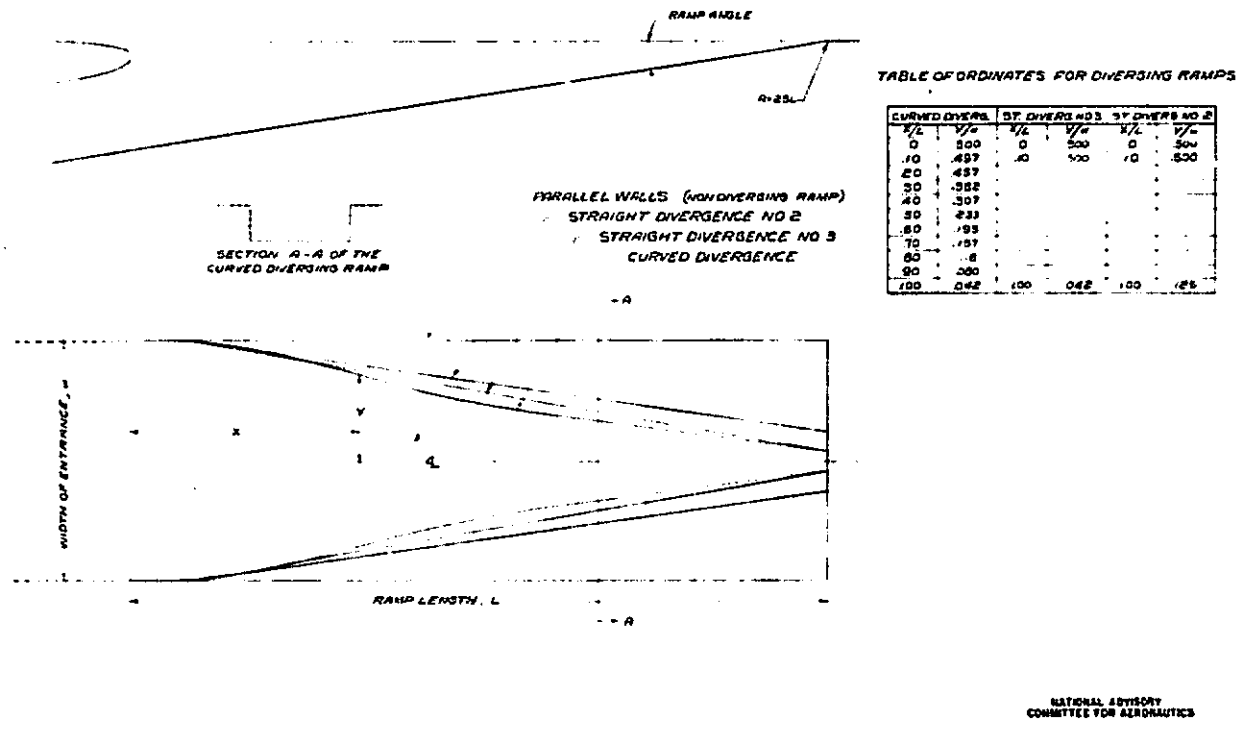 RAMP ANGLE
TABLE OF ORDINATES FOR DIVERGING RAMPS
CURVED DIVERG. ST. DIVERG NO 3 ST DIVERG NO 2
X/L Y/W X/L Y/W X/L Y/W
0 .500 0 .500 0 .500
.10 .497 .10 .500 .10 .500
.20 .457
.30
.40 .307
.50 .233
.60 .195
.70 .157
.80
.90 .080
1.00 .042 1.00 .042 1.00 .125
PARALLEL WALLS (NON DIVERGING RAMP)
STRAIGHT DIVERGENCE NO 2
STRAIGHT DIVERGENCE NO 3
CURVED DIVERGENCE
SECTION A-A OF THE
CURVED DIVERGING RAMP
A
WIDTH OF ENTRANCE, W
X
Y
RAMP LENGTH, L
A
NATIONAL ADVISORY
COMMITTEE FOR AERONAUTICS